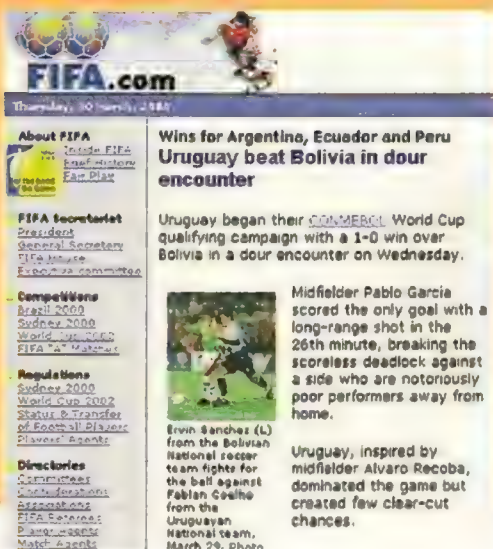 FIFA.com
Thursday, 30 March, 2000
About FIFA
Inside FIFA
Brief History
Fair Play
For the Good
of the Game
FIFA Secretariat
President
General Secretary
FIFA House
Executive committee
Competitions
Brazil 2000
Sydney 2000
World Cup 2002
FIFA "A" Matches
Regulations
Sydney 2000
World Cup 2002
Status & Transfer
of Football Players
Players' Agents
Directories
Committees
Confederations
Associations
FIFA Referees
Player Agents
Match Agents
Wins for Argentina, Ecuador and Peru
Uruguay beat Bolivia in dour
encounter
Uruguay began their CONMEBOL World Cup
qualifying campaign with a 1-0 win over
Bolivia in a dour encounter on Wednesday.
Midfielder Pablo Garcia
scored the only goal with a
long-range shot in the
26th minute, breaking the
scoreless deadlock against
a side who are notoriously
poor performers away from
home.
Uruguay, inspired by
midfielder Alvaro Recoba,
dominated the game but
created few clear-cut
chances.
Ervin Sanchez (L)
from the Bolivian
National soccer
team fights for
the ball against
Fabian Coelho
from the
Uruguayan
National team,
March 29. Photo